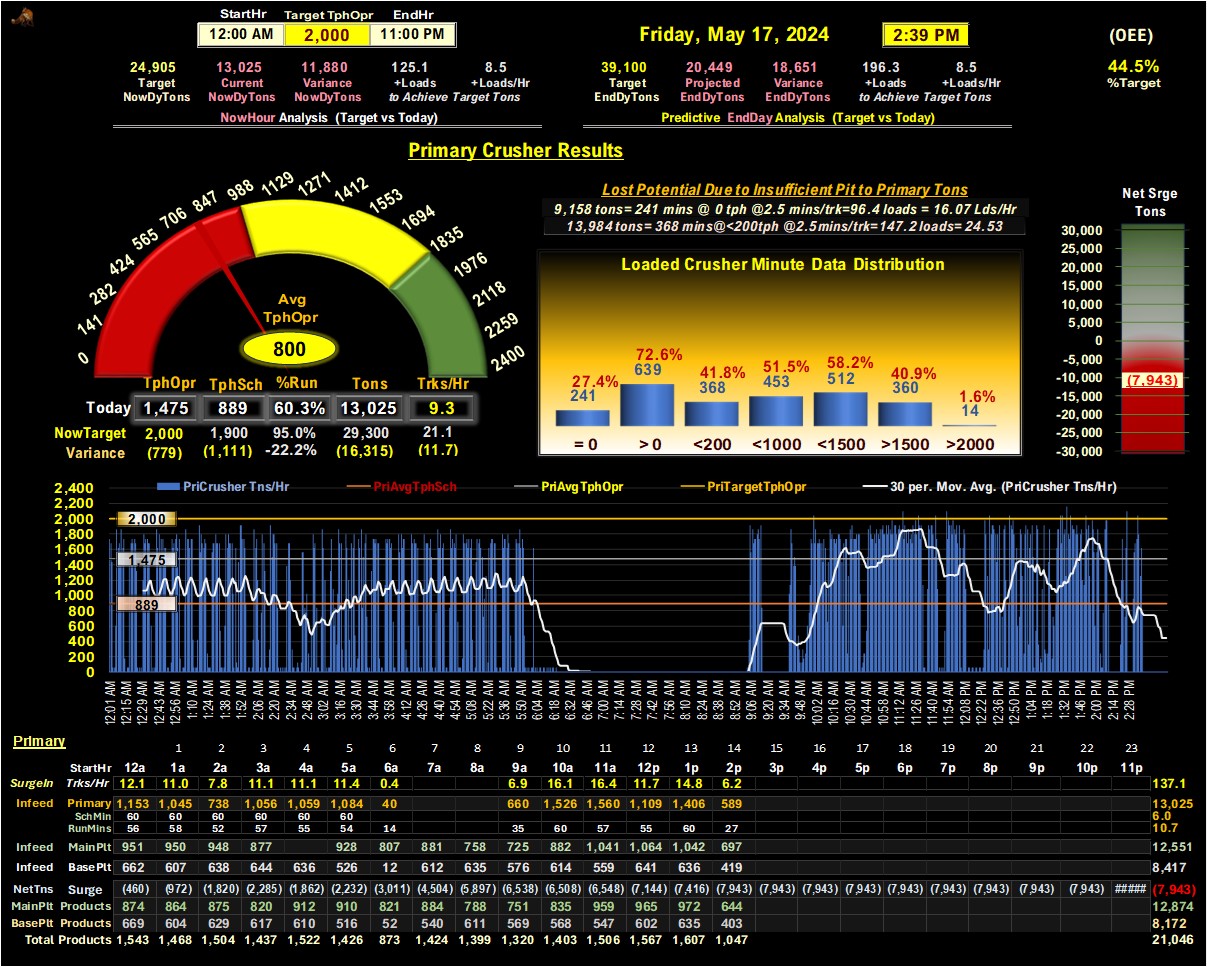 StartHr Target TphOpr EndHr
12:00 AM 2,000 11:00 PM
Friday, May 17, 2024 2:39 PM (OEE)
24,905 13,025 11,880 125.1 8.5 39,100 20,449 18,651 196.3 8.5 44.5%
Target Current Variance +Loads +Loads/Hr Target Projected Variance +Loads +Loads/Hr %Target
NowDyTons NowDyTons NowDyTons to Achieve Target Tons EndDyTons EndDyTons EndDyTons to Achieve Target Tons
NowHour Analysis (Target vs Today) Predictive EndDay Analysis (Target vs Today)
Primary Crusher Results
0 141 282 424 565 706 847 988 1129 1271 1412 1553 1694 1835 1976 2118 2259 2400
Avg
TphOpr
800
TphOpr TphSch %Run Tons Trks/Hr
Today 1,475 889 60.3% 13,025 9.3
NowTarget 2,000 1,900 95.0% 29,300 21.1
Variance (779) (1,111) -22.2% (16,315) (11.7)
Lost Potential Due to Insufficient Pit to Primary Tons
9,158 tons= 241 mins @ 0 tph @2.5 mins/trk=96.4 loads = 16.07 Lds/Hr
13,984 tons= 368 mins@<200tph @2.5mins/trk=147.2 loads= 24.53
Loaded Crusher Minute Data Distribution
27.4% 72.6% 41.8% 51.5% 58.2% 40.9% 1.6%
241 639 368 453 512 360 14
= 0 > 0 <200 <1000 <1500 >1500 >2000
Net Srge
Tons
30,000
25,000
20,000
15,000
10,000
5,000
0
-5,000
-10,000
-15,000
-20,000
-25,000
-30,000
(7,943)
PriCrusher Tns/Hr PriAvgTphSch PriAvgTphOpr PriTargetTphOpr 30 per. Mov. Avg. (PriCrusher Tns/Hr)
2,400
2,200
2,000
1,800
1,600
1,400
1,200
1,000
800
600
400
200
0
2,000
1,475
889
12:01 AM 12:15 AM 12:29 AM 12:43 AM 12:56 AM 1:10 AM 1:24 AM 1:38 AM 1:52 AM 2:06 AM 2:20 AM 2:34 AM 2:48 AM 3:02 AM 3:16 AM 3:30 AM 3:44 AM 3:58 AM 4:12 AM 4:26 AM 4:40 AM 4:54 AM 5:08 AM 5:22 AM 5:36 AM 5:50 AM 6:04 AM 6:18 AM 6:32 AM 6:46 AM 7:00 AM 7:14 AM 7:28 AM 7:42 AM 7:56 AM 8:10 AM 8:24 AM 8:38 AM 8:52 AM 9:06 AM 9:20 AM 9:34 AM 9:48 AM 10:02 AM 10:16 AM 10:30 AM 10:44 AM 10:58 AM 11:12 AM 11:26 AM 11:40 AM 11:54 AM 12:08 PM 12:22 PM 12:36 PM 12:50 PM 1:04 PM 1:18 PM 1:32 PM 1:46 PM 2:00 PM 2:14 PM 2:28 PM
Primary
1 2 3 4 5 6 7 8 9 10 11 12 13 14 15 16 17 18 19 20 21 22 23
StartHr 12a 1a 2a 3a 4a 5a 6a 7a 8a 9a 10a 11a 12p 1p 2p 3p 4p 5p 6p 7p 8p 9p 10p 11p
SurgeIn Trks/Hr 12.1 11.0 7.8 11.1 11.1 11.4 0.4 6.9 16.1 16.4 11.7 14.8 6.2 137.1
Infeed Primary 1,153 1,045 738 1,056 1,059 1,084 40 660 1,526 1,560 1,109 1,406 589 13,025
SchMin 60 60 60 60 60 60 6.0
RunMins 56 58 52 57 55 54 14 35 60 57 55 60 27 10.7
Infeed MainPlt 951 950 948 877 928 807 881 758 725 882 1,041 1,064 1,042 697 12,551
Infeed BasePlt 662 607 638 644 636 526 12 612 635 576 614 559 641 636 419 8,417
NetTns Surge (460) (972) (1,820) (2,285) (1,862) (2,232) (3,011) (4,504) (5,897) (6,538) (6,508) (6,548) (7,144) (7,416) (7,943) (7,943) (7,943) (7,943) (7,943) (7,943) (7,943) (7,943) (7,943) ##### (7,943)
MainPlt Products 874 864 875 820 912 910 821 884 788 751 835 959 965 972 644 12,874
BasePlt Products 669 604 629 617 610 516 52 540 611 569 568 547 602 635 403 8,172
Total Products 1,543 1,468 1,504 1,437 1,522 1,426 873 1,424 1,399 1,320 1,403 1,506 1,567 1,607 1,047 21,046